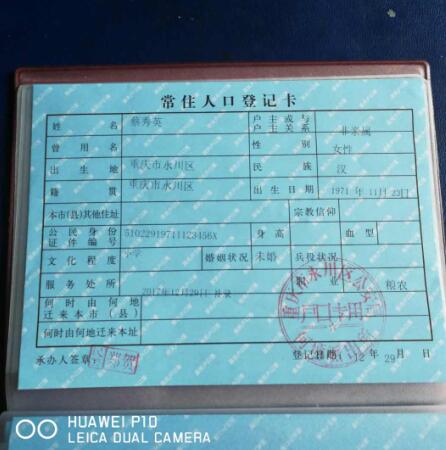 常住人口登记卡
姓名 蔡秀英 户主或与户主关系 非亲属
曾用名 性别 女性
出生地 重庆市永川区 民族 汉
籍贯 重庆市永川区 出生日期 1971年11月23日
本市(县)其他住址 宗教信仰
公民身份证件编号 51022919711123456X 身高 血型
文化程度 小学 婚姻状况 未婚 兵役状况
服务处所 职业 粮农
何时由何地迁来本市(县) 2017年12月29日
何时由何地迁来本址
承办人签章: 登记日期: 12年29月 日
HUAWEI P10
LEICA DUAL CAMERA